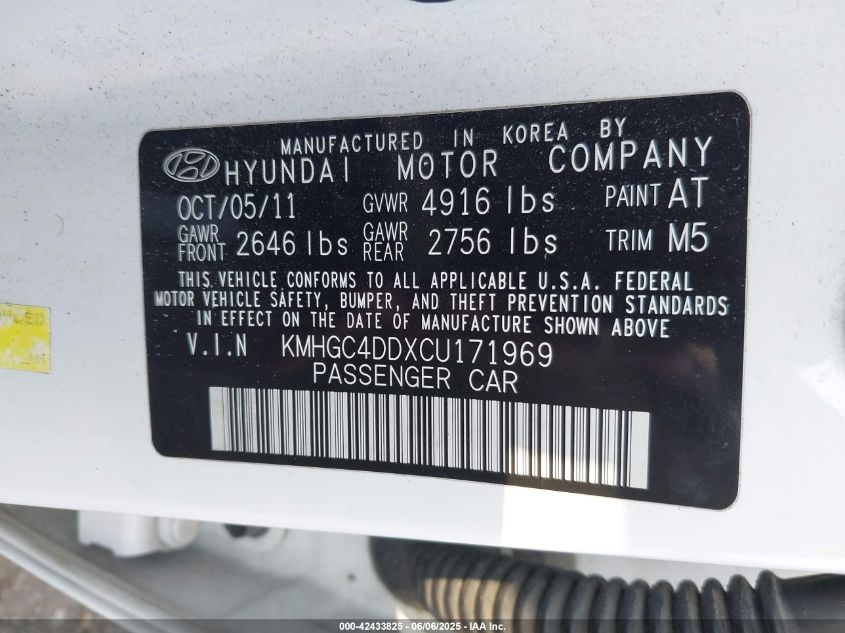 MANUFACTURED IN KOREA BY
HYUNDAI MOTOR COMPANY
OCT/05/11 GVWR 4916 lbs PAINT AT
GAWR FRONT 2646 lbs GAWR REAR 2756 lbs TRIM M5
THIS VEHICLE CONFORMS TO ALL APPLICABLE U.S.A. FEDERAL
MOTOR VEHICLE SAFETY, BUMPER, AND THEFT PREVENTION STANDARDS
IN EFFECT ON THE DATE OF MANUFACTURE SHOWN ABOVE
V.I.N KMHGC4DDXCU171969
PASSENGER CAR
000-42433825 - 06/06/2025 - IAA Inc.